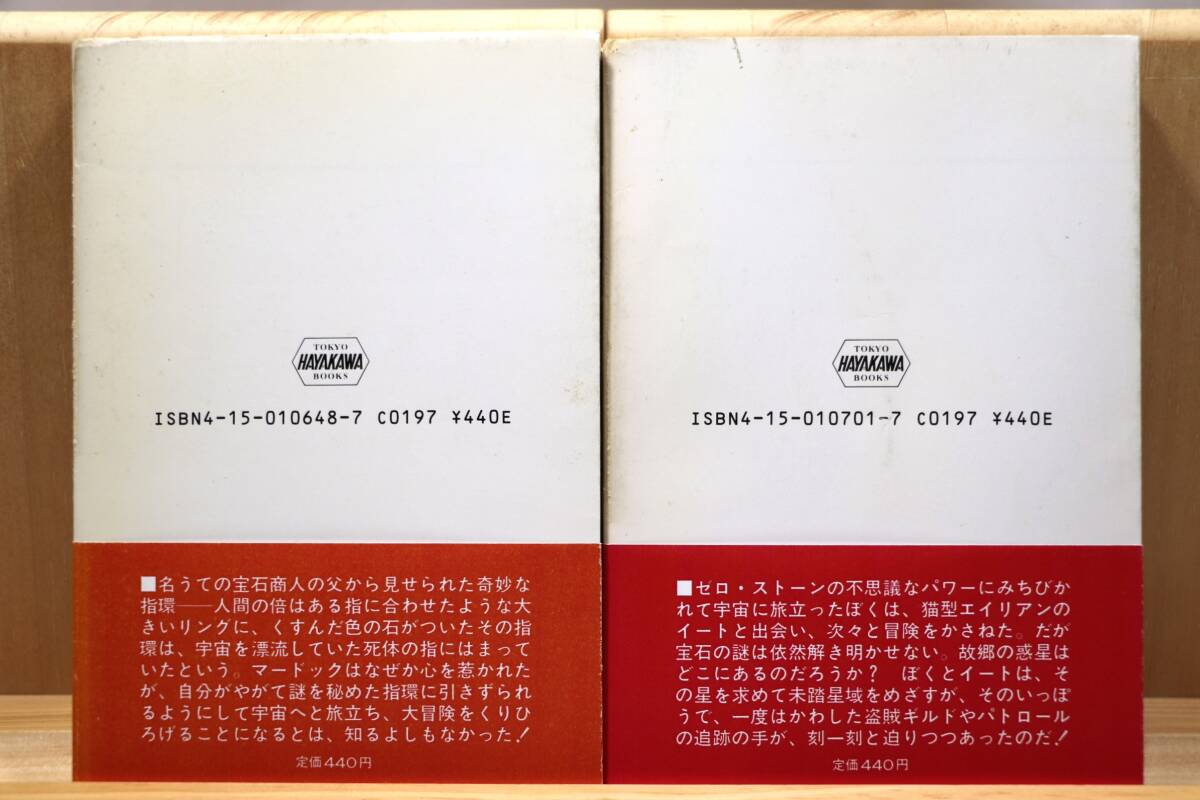 TOKYO
HAYAKAWA
BOOKS
ISBN4-15-010648-7 C0197 ¥440E
■名うての宝石商人の父から見せられた奇妙な
指環――人間の倍はある指に合わせたような大
きいリングに、くすんだ色の石がついたその指
環は、宇宙を漂流していた死体の指にはまって
いたという。マードックはなぜか心を惹かれた
が、自分がやがて謎を秘めた指環に引きずられ
るようにして宇宙へと旅立ち、大冒険をくりひ
ろげることになるとは、知るよしもなかった!
定価440円
TOKYO
HAYAKAWA
BOOKS
ISBN4-15-010701-7 C0197 ¥440E
■ゼロ・ストーンの不思議なパワーにみちびか
れて宇宙に旅立ったぼくは、猫型エイリアンの
イートと出会い、次々と冒険をかさねた。だが
宝石の謎は依然解き明かせない。故郷の惑星は
どこにあるのだろうか? ぼくとイートは、そ
の星を求めて未踏星域をめざすが、そのいっぽ
うで、一度はかわした盗賊ギルドやパトロール
の追跡の手が、刻一刻と迫りつつあったのだ!
定価440円